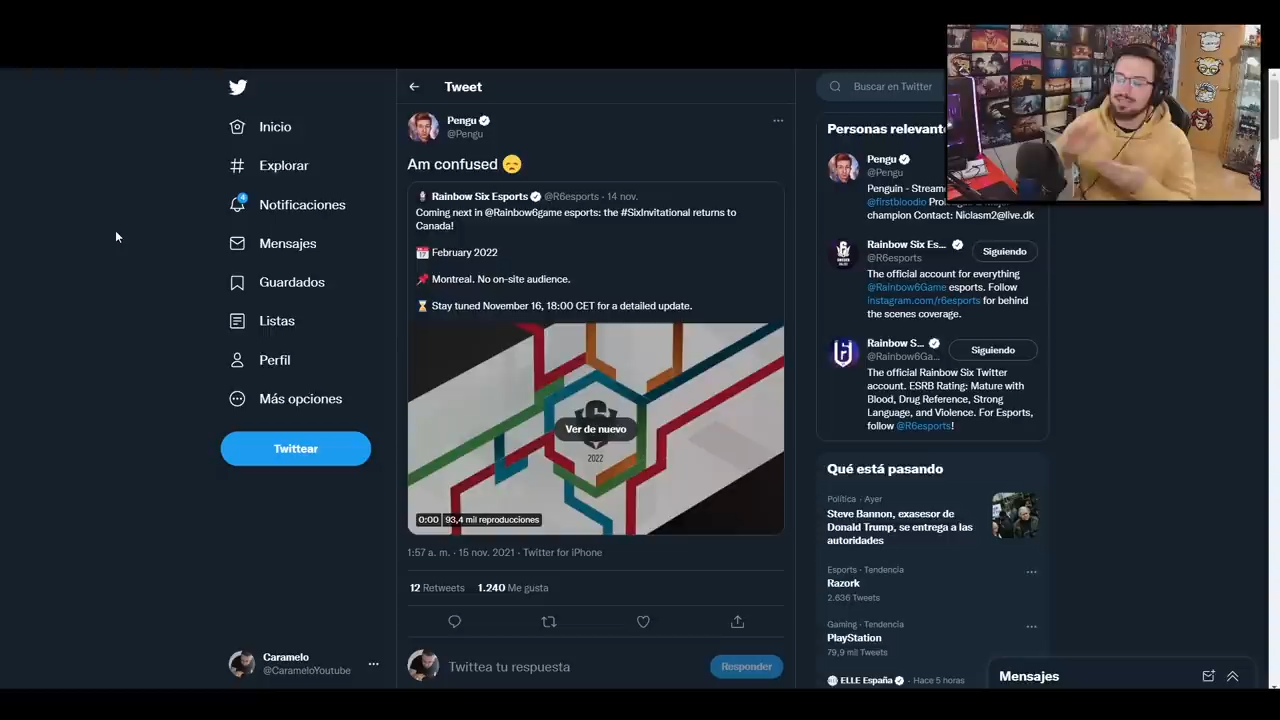 Inicio
Explorar
4
Notificaciones
Mensajes
Guardados
Listas
Perfil
Más opciones
Twittear
Caramelo
@CarameloYoutube
Tweet
Pengu
@Pengu
Am confused 😞
Rainbow Six Esports @R6esports · 14 nov.
Coming next in @Rainbow6game esports: the #SixInvitational returns to
Canada!
📅 February 2022
📌 Montreal. No on-site audience.
⏳ Stay tuned November 16, 18:00 CET for a detailed update.
Ver de nuevo
2022
0:00 93,4 mil reproducciones
1:57 a. m. · 15 nov. 2021 · Twitter for iPhone
12 Retweets 1.240 Me gusta
Twittea tu respuesta
Responder
Buscar en Twitter
Personas relevant
Pengu
@Pengu
Penguin - Stream
@firstbloodio
champion Contact: Niclasm2@live.dk
Rainbow Six Es...
@R6esports
Siguiendo
The official account for everything
@Rainbow6Game esports. Follow
instagram.com/r6esports for behind
the scenes coverage.
Rainbow S...
@Rainbow6Ga...
Siguiendo
The official Rainbow Six Twitter
account. ESRB Rating: Mature with
Blood, Drug Reference, Strong
Language, and Violence. For Esports,
follow @R6esports!
Qué está pasando
Política · Ayer
Steve Bannon, exasesor de
Donald Trump, se entrega a las
autoridades
Esports · Tendencia
Razork
2.636 Tweets
Gaming · Tendencia
PlayStation
79,9 mil Tweets
ELLE España · Hace 5 horas
Mensajes